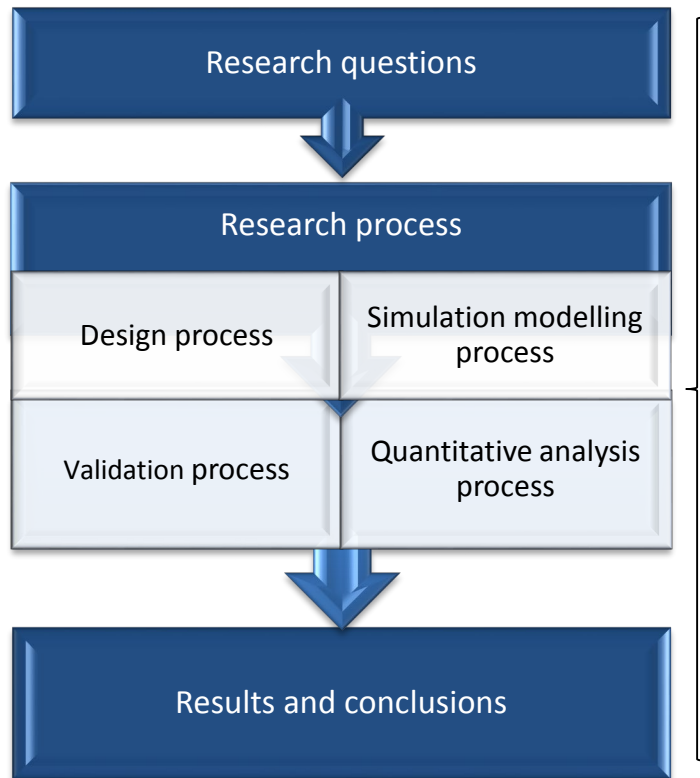 Research questions
Research process
Design process
Simulation modelling
process
Validation process
Quantitative analysis
process
Results and conclusions